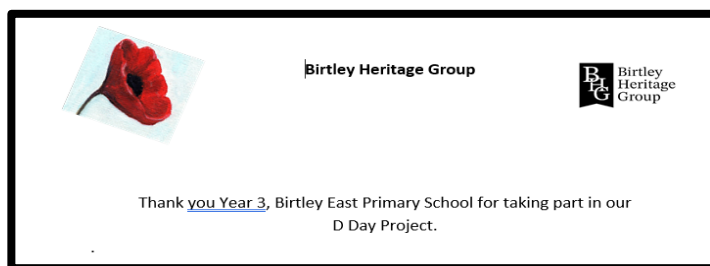 Birtley Heritage Group
BHG
Birtley
Heritage
Group
Thank you Year 3, Birtley East Primary School for taking part in our
D Day Project.
.